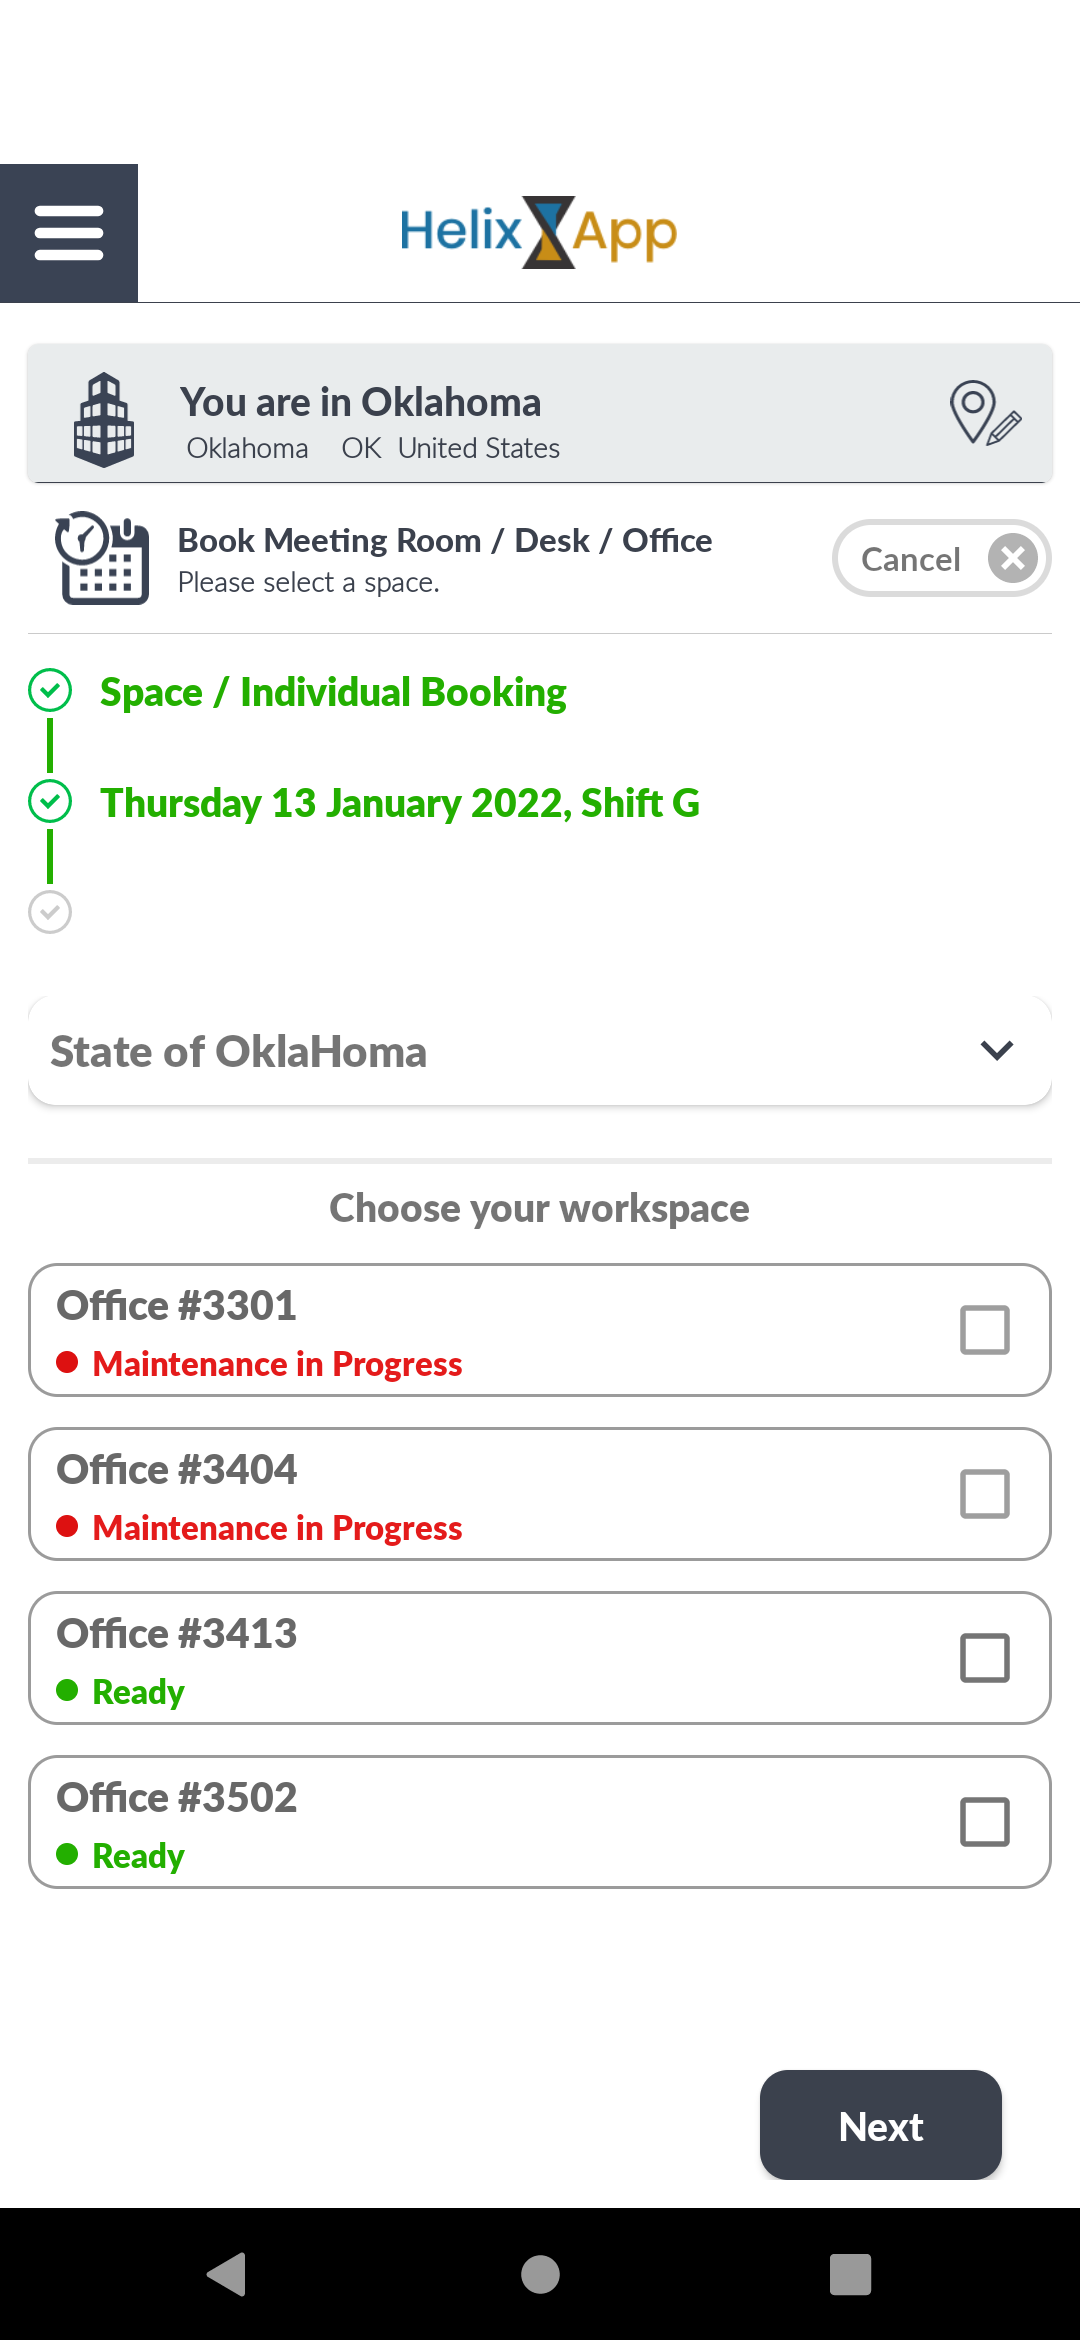 Helix App
You are in Oklahoma
Oklahoma OK United States
Book Meeting Room / Desk / Office
Please select a space.
Cancel
Space / Individual Booking
Thursday 13 January 2022, Shift G
State of OklaHoma
Choose your workspace
Office #3301
Maintenance in Progress
Office #3404
Maintenance in Progress
Office #3413
Ready
Office #3502
Ready
Next